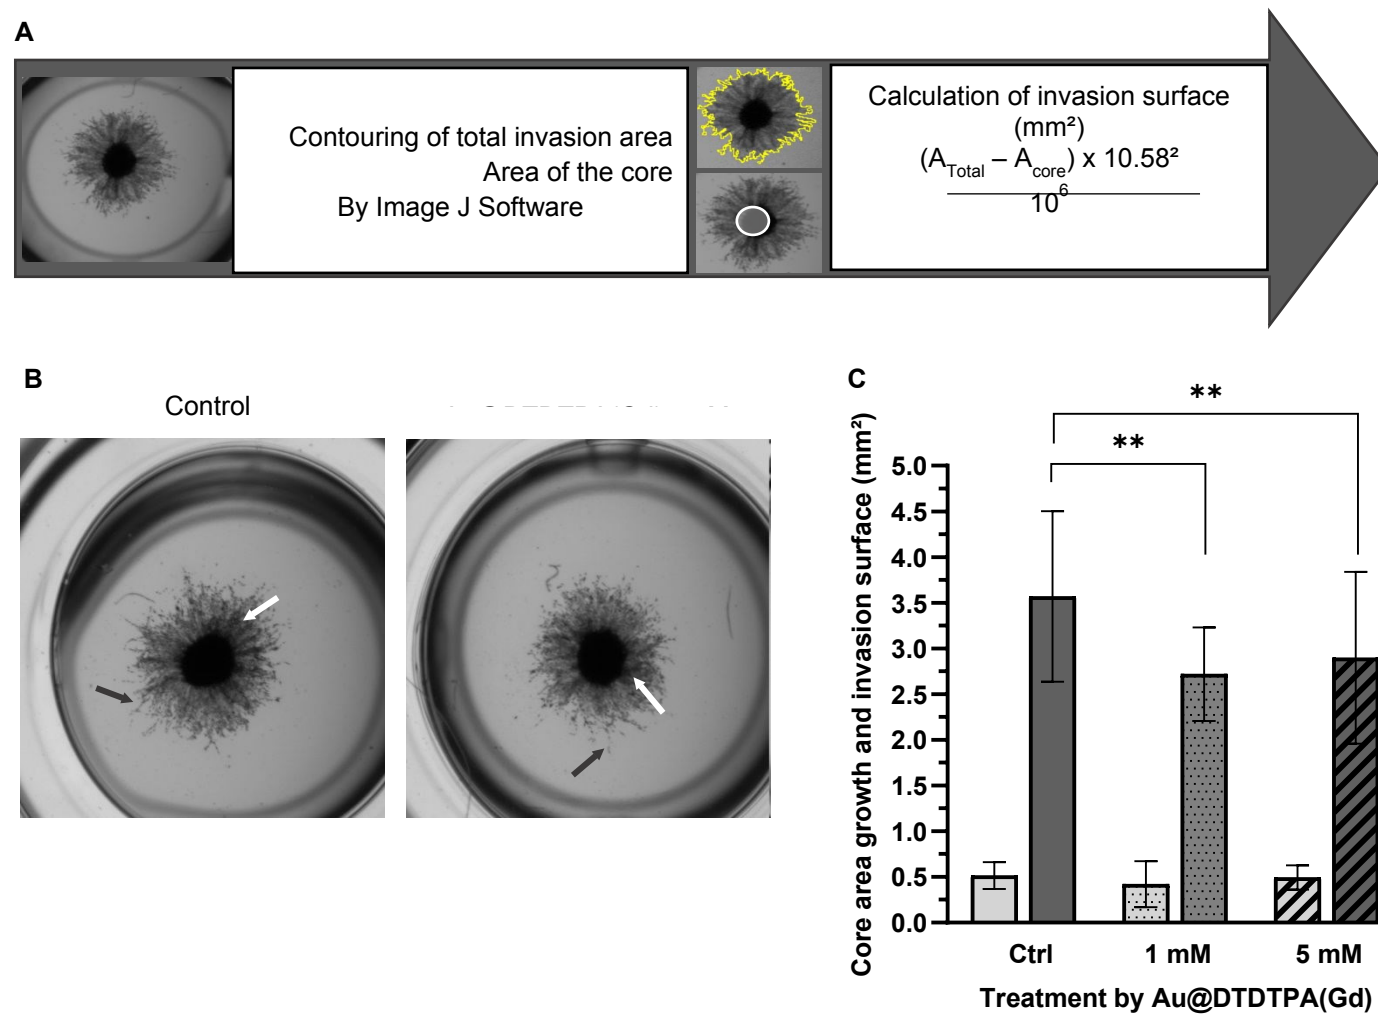 A
Contouring of total invasion area
Area of the core
By Image J Software
Calculation of invasion surface
(mm²)
(ATotal – Acore) x 10.58²
10⁶
B
Control
C
**
**
Core area growth and invasion surface (mm²)
5.0
4.5
4.0
3.5
3.0
2.5
2.0
1.5
1.0
0.5
0.0
Ctrl
1 mM
5 mM
Treatment by Au@DTDTPA(Gd)